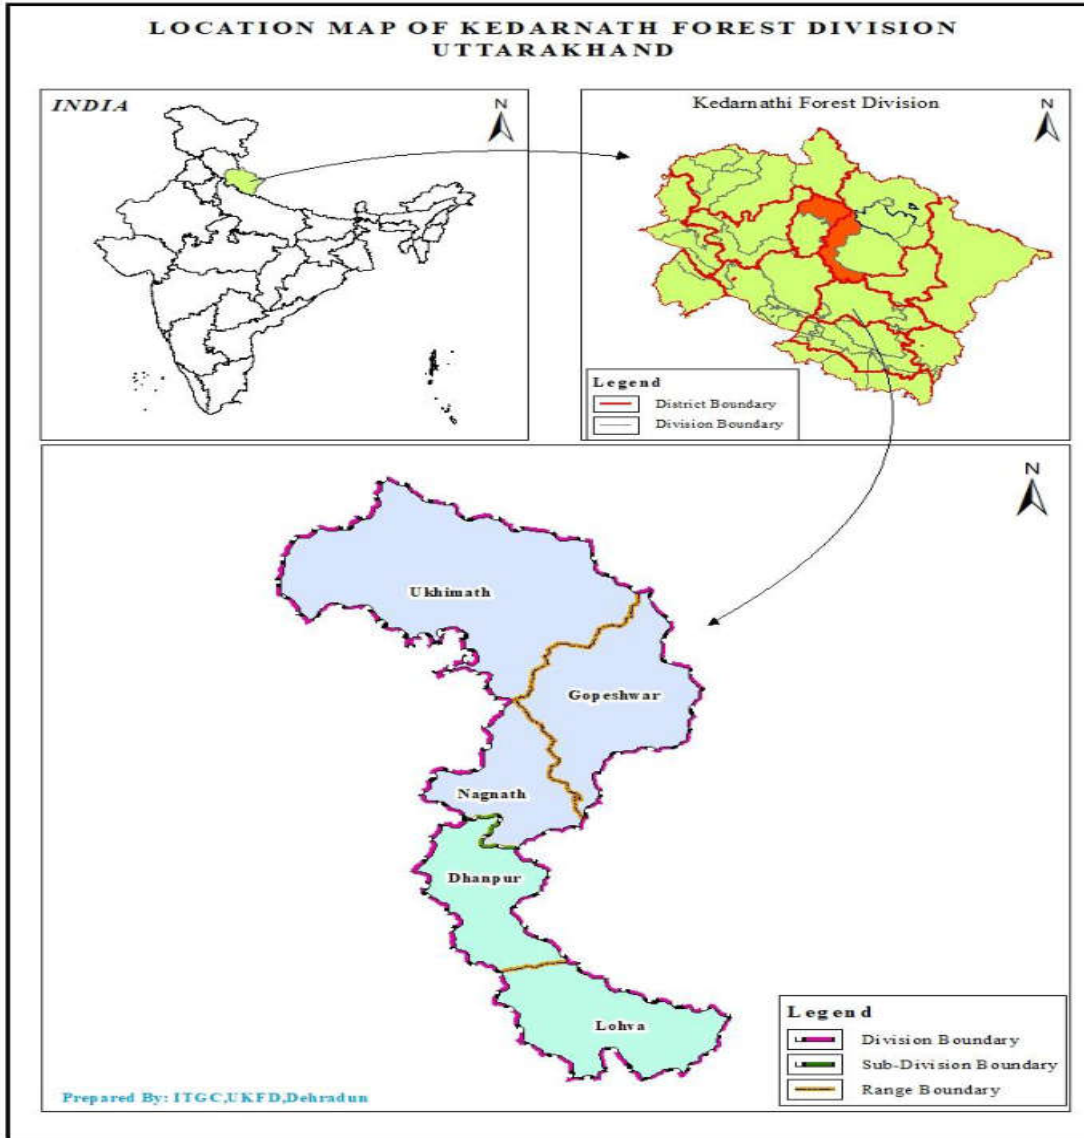 LOCATION MAP OF KEDARNATH FOREST DIVISION
UTTARAKHAND
INDIA
N
Kedarnathi Forest Division
N
Legend
District Boundary
Division Boundary
N
Ukhimath
Gopeshwar
Nagnath
Dhanpur
Lohva
Legend
Division Boundary
Sub-Division Boundary
Range Boundary
Prepared By: ITGC,UKFD,Dehradun